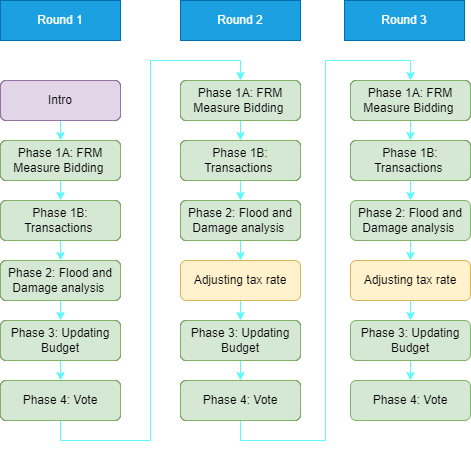 Round 1
Intro
Phase 1A: FRM
Measure Bidding
Phase 1B:
Transactions
Phase 2: Flood and
Damage analysis
Phase 3: Updating
Budget
Phase 4: Vote
Round 2
Phase 1A: FRM
Measure Bidding
Phase 1B:
Transactions
Phase 2: Flood and
Damage analysis
Adjusting tax rate
Phase 3: Updating
Budget
Phase 4: Vote
Round 3
Phase 1A: FRM
Measure Bidding
Phase 1B:
Transactions
Phase 2: Flood and
Damage analysis
Adjusting tax rate
Phase 3: Updating
Budget
Phase 4: Vote